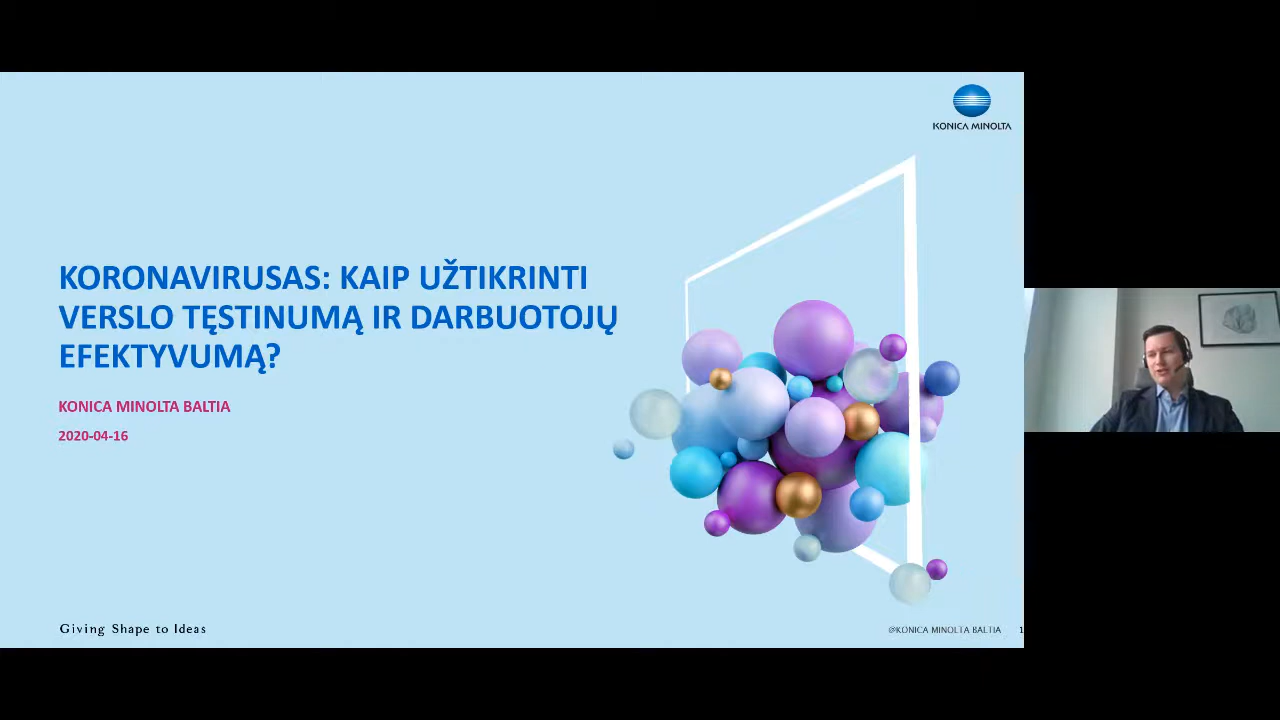 KONICA MINOLTA
KORONAVIRUSAS: KAIP UŽTIKRINTI
VERSLO TĘSTINUMĄ IR DARBUOTOJŲ
EFEKTYVUMĄ?
KONICA MINOLTA BALTIA
2020-04-16
Giving Shape to Ideas
@KONICA MINOLTA BALTIA 1